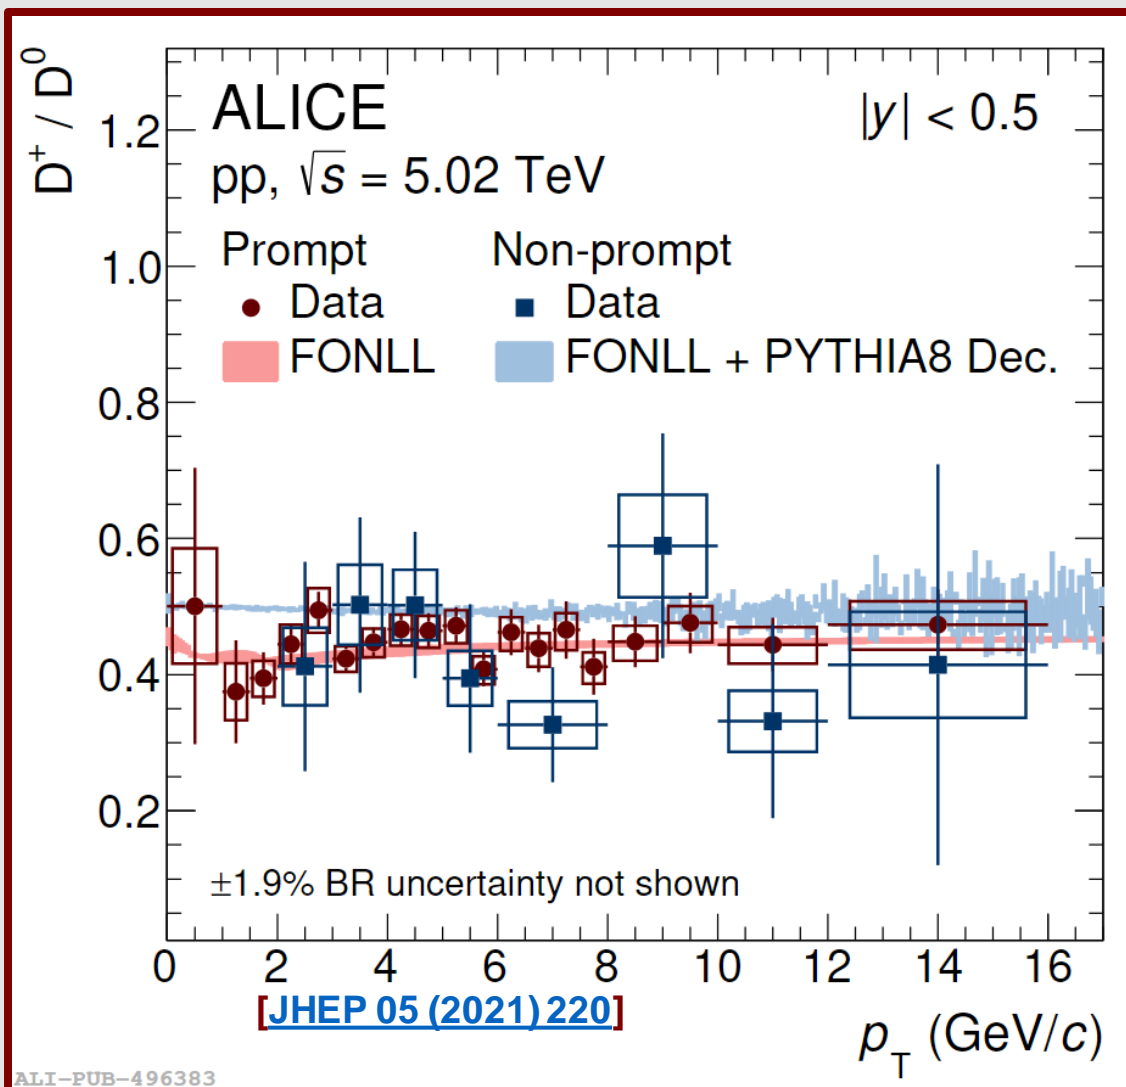 D⁺ / D⁰
ALICE
|y| < 0.5
pp, √s = 5.02 TeV
Prompt Non-prompt
Data Data
FONLL FONLL + PYTHIA8 Dec.
1.2
1.0
0.8
0.6
0.4
0.2
±1.9% BR uncertainty not shown
0 2 4 6 8 10 12 14 16
[JHEP 05 (2021) 220]
p_T (GeV/c)
ALI-PUB-496383